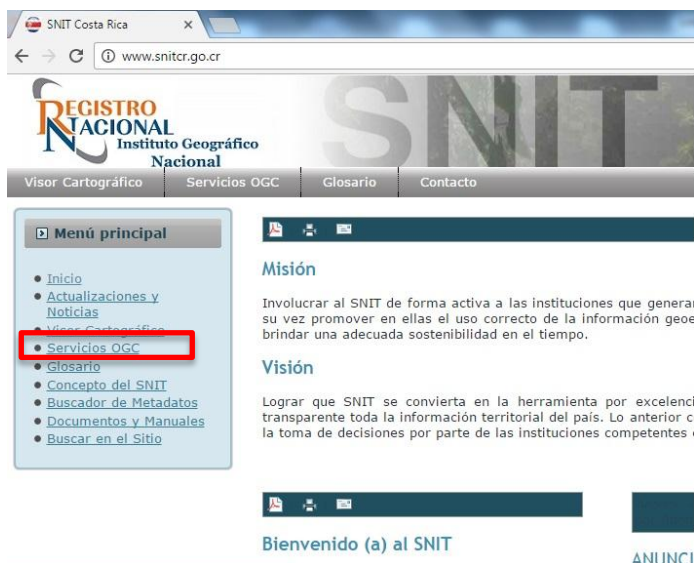 SNIT Costa Rica
www.snitcr.go.cr
REGISTRO
NACIONAL
Instituto Geográfico
Nacional
SNIT
Visor Cartográfico Servicios OGC Glosario Contacto
Menú principal
Inicio
Actualizaciones y
Noticias
Visor Cartográfico
Servicios OGC
Glosario
Concepto del SNIT
Buscador de Metadatos
Documentos y Manuales
Buscar en el Sitio
Misión
Involucrar al SNIT de forma activa a las instituciones que
su vez promover en ellas el uso correcto de la información
brindar una adecuada sostenibilidad en el tiempo.
Visión
Lograr que SNIT se convierta en la herramienta por
transparente toda la información territorial del país. Lo anterior
la toma de decisiones por parte de las instituciones competentes
Bienvenido (a) al SNIT